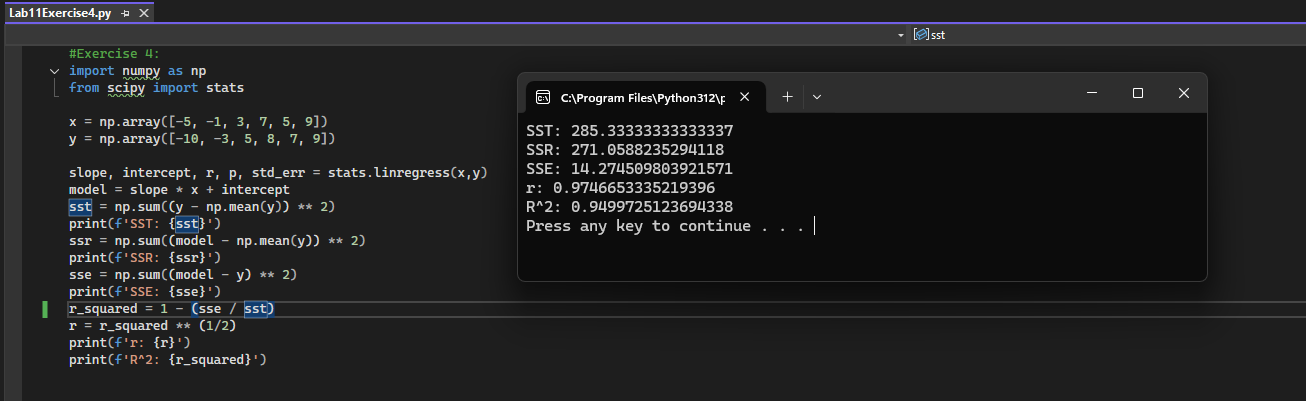 Lab11Exercise4.py
sst
#Exercise 4:
import numpy as np
from scipy import stats
x = np.array([-5, -1, 3, 7, 5, 9])
y = np.array([-10, -3, 5, 8, 7, 9])
slope, intercept, r, p, std_err = stats.linregress(x,y)
model = slope * x + intercept
sst = np.sum((y - np.mean(y)) ** 2)
print(f'SST: {sst}')
ssr = np.sum((model - np.mean(y)) ** 2)
print(f'SSR: {ssr}')
sse = np.sum((model - y) ** 2)
print(f'SSE: {sse}')
r_squared = 1 - (sse / sst)
r = r_squared ** (1/2)
print(f'r: {r}')
print(f'R^2: {r_squared}')
C:\Program Files\Python312\p
SST: 285.33333333333337
SSR: 271.0588235294118
SSE: 14.274509803921571
r: 0.9746653335219396
R^2: 0.9499725123694338
Press any key to continue . . .